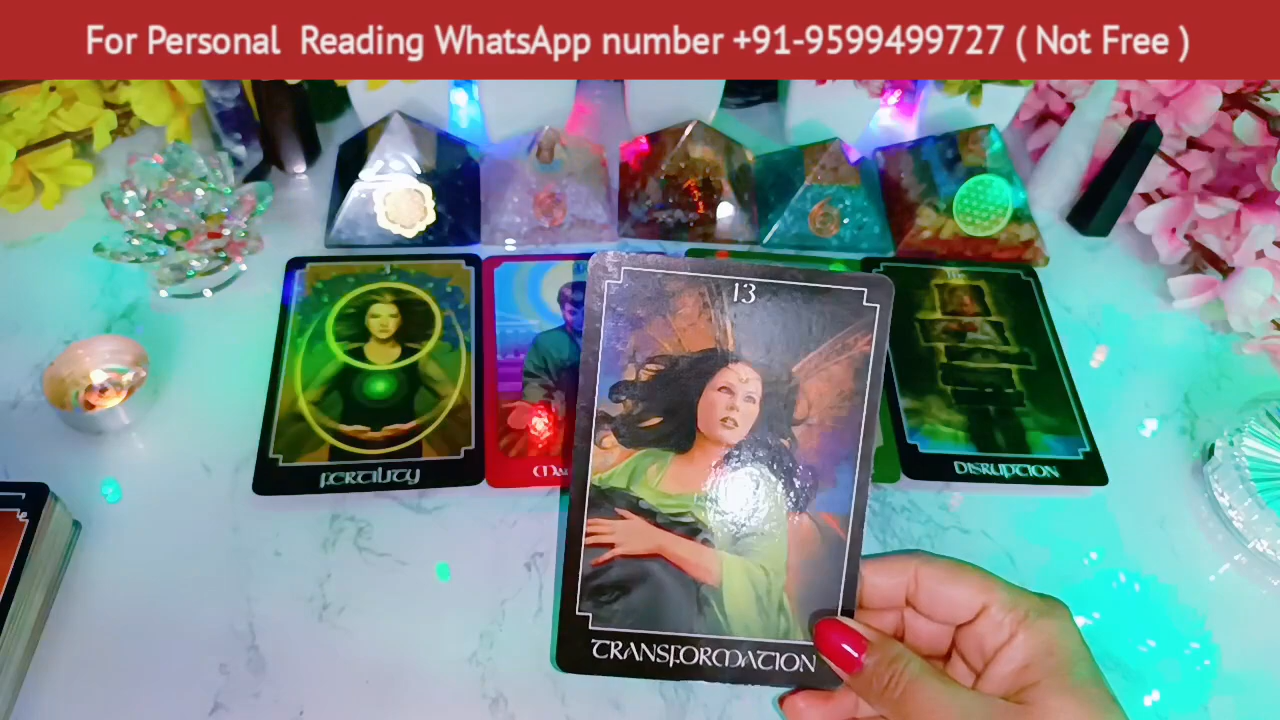 For Personal Reading WhatsApp number +91-9599499727 ( Not Free )
13
FERTILITY
DISRUPTION
TRANSFORMATION